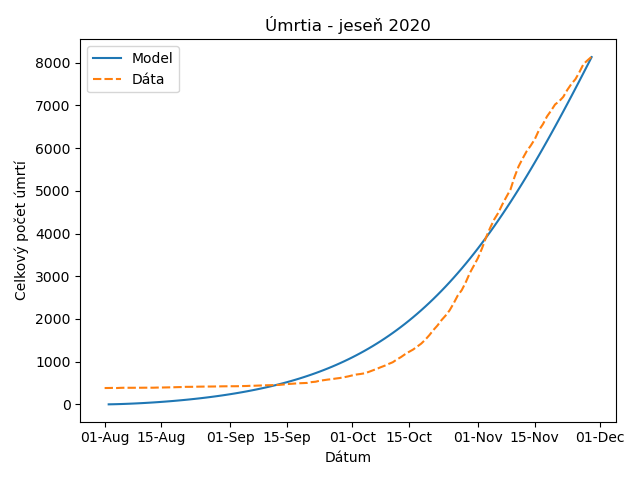 Úmrtia - jeseň 2020
Model
Dáta
Celkový počet úmrtí
8000
7000
6000
5000
4000
3000
2000
1000
0
01-Aug 15-Aug 01-Sep 15-Sep 01-Oct 15-Oct 01-Nov 15-Nov 01-Dec
Dátum